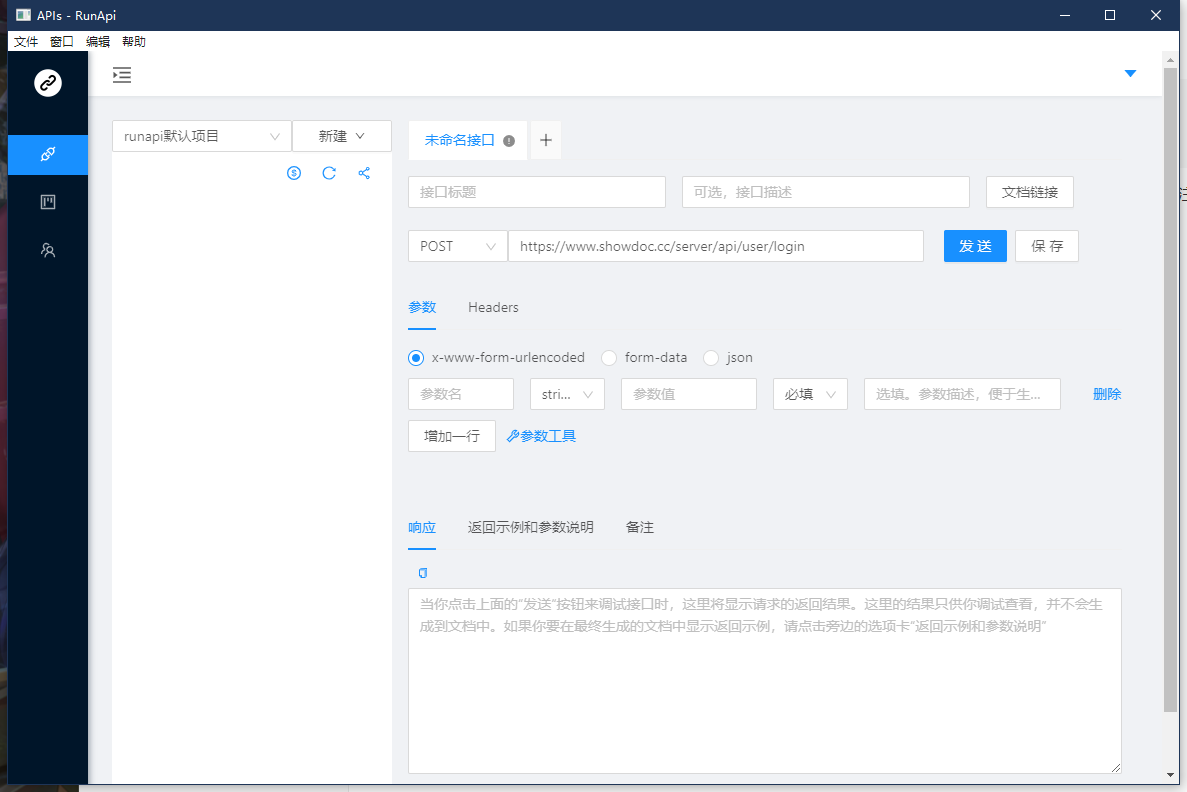 APIs - RunApi
文件 窗口 编辑 帮助
runapi默认项目 新建
未命名接口 +
接口标题 可选，接口描述 文档链接
POST https://www.showdoc.cc/server/api/user/login 发 送 保 存
参数 Headers
x-www-form-urlencoded form-data json
参数名 stri... 参数值 必填 选填。参数描述，便于生... 删除
增加一行 参数工具
响应 返回示例和参数说明 备注
当你点击上面的"发送"按钮来调试接口时，这里将显示请求的返回结果。这里的结果只供你调试查看，并不会生
成到文档中。如果你要在最终生成的文档中显示返回示例，请点击旁边的选项卡"返回示例和参数说明"